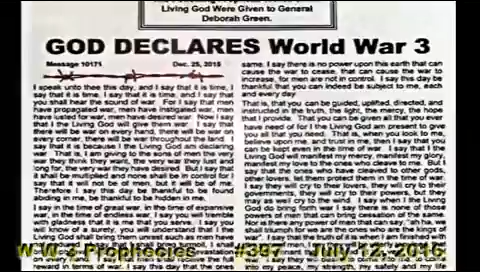 Living God Were Given to General
Deborah Green.
GOD DECLARES World War 3
Message 10171 Dec. 25, 2015
I speak unto thee this day, and I say that it is time, I
say that it is time. I say that it is time, and I say that
you shall hear the sound of war. For I say that men
have propagated war, men have instigated war, men
have lusted for war, men have desired war. Now I say
that I the Living God will give them war. I say that
there will be war on every hand, there will be war on
every corner, there will be war throughout the land. I
say that it is because I the Living God am declaring
war. That is, I am giving to the sons of men the very
war they think they want, the very war they lust and
long for, the very war they have desired. But I say that
it shall be multiplied and none shall be in control for I
say that it will not be of men, but it will be of me.
Therefore I say this day be thankful to be found
abiding in me, be thankful to be hidden in me.
I say in the time of great war, in the time of expansive
war, in the time of endless war, I say you will tremble
with gladness that it is me that you serve. I say you
will know of a surety, you will understand that I the
Living God shall bring them unrest such as men have
reward in terms of war. I say this day that the ones
same. I say there is no power upon this earth that can
cause the war to cease, that can cause the war to
increase, for men are not in control. I say this day be
thankful that you can indeed be subject to me, each
and every day.
That is, that you can be guided, uplifted, directed, and
instructed in the truth, the light, the mercy, the hope
that I provide. That you can be given all that you ever
have need of for I the Living God am present to give
you all that you need. That is, when you look to me,
believe upon me, and trust in me, then I say that you
can be kept even in the time of war. I say that I the
Living God will manifest my mercy, manifest my glory,
manifest my love to the ones who cleave to me. But I
say that the ones who have cleaved to other gods,
other lovers, let them protect them in the time of war.
I say they will cry to their lovers, they will cry to their
governments, they will cry to their powers, but they
may as well cry to the wind. I say when I the Living
God do bring forth war I say there is none of those
powers of men that can bring cessation of the same.
Nor is there any power of men that can say, "ah ha, we
shall triumph for we are the ones who are the kings of
war." I say that the truth of it is when I am finished with
into my peace, my strength, my safety and my life
W.W.3 Prophecies #387 July 12, 2016